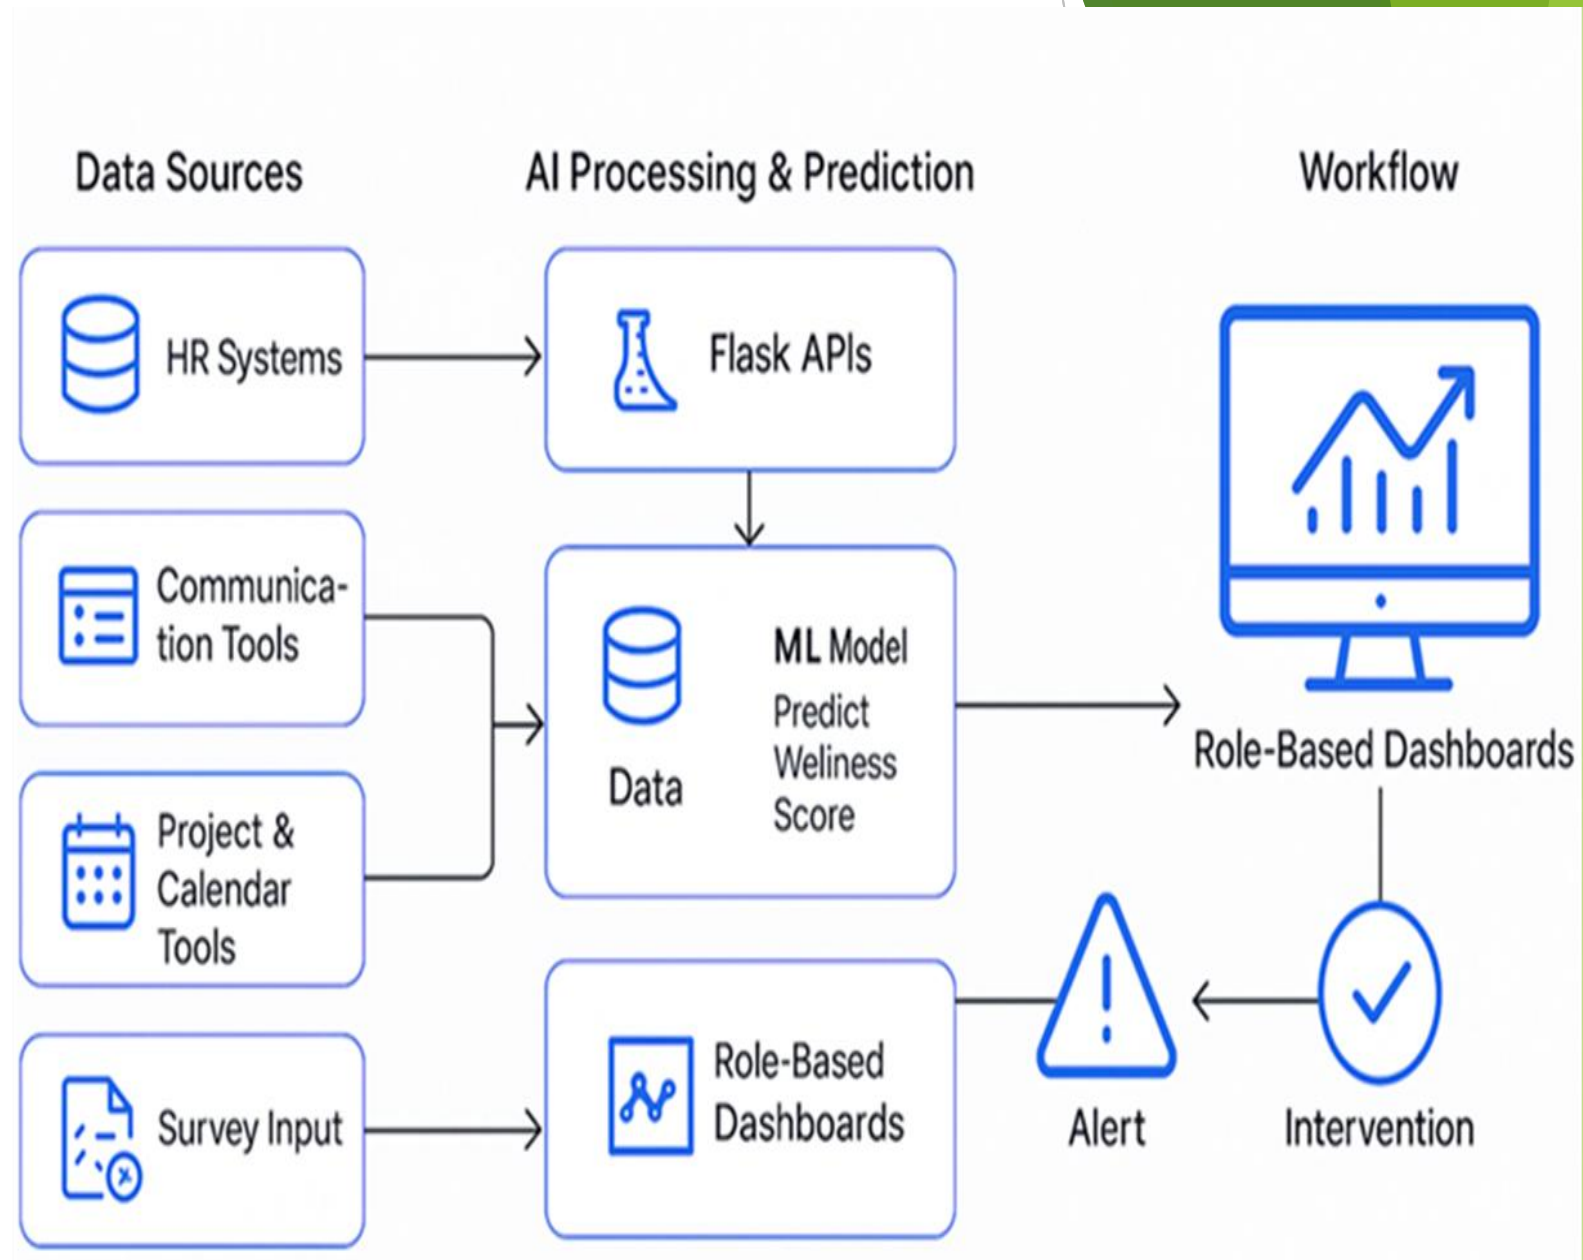 Data Sources
AI Processing & Prediction
Workflow
HR Systems
Flask APIs
Communica-
tion Tools
Data
ML Model
Predict
Weliness
Score
Role-Based Dashboards
Project &
Calendar
Tools
Survey Input
Role-Based
Dashboards
Alert
Intervention